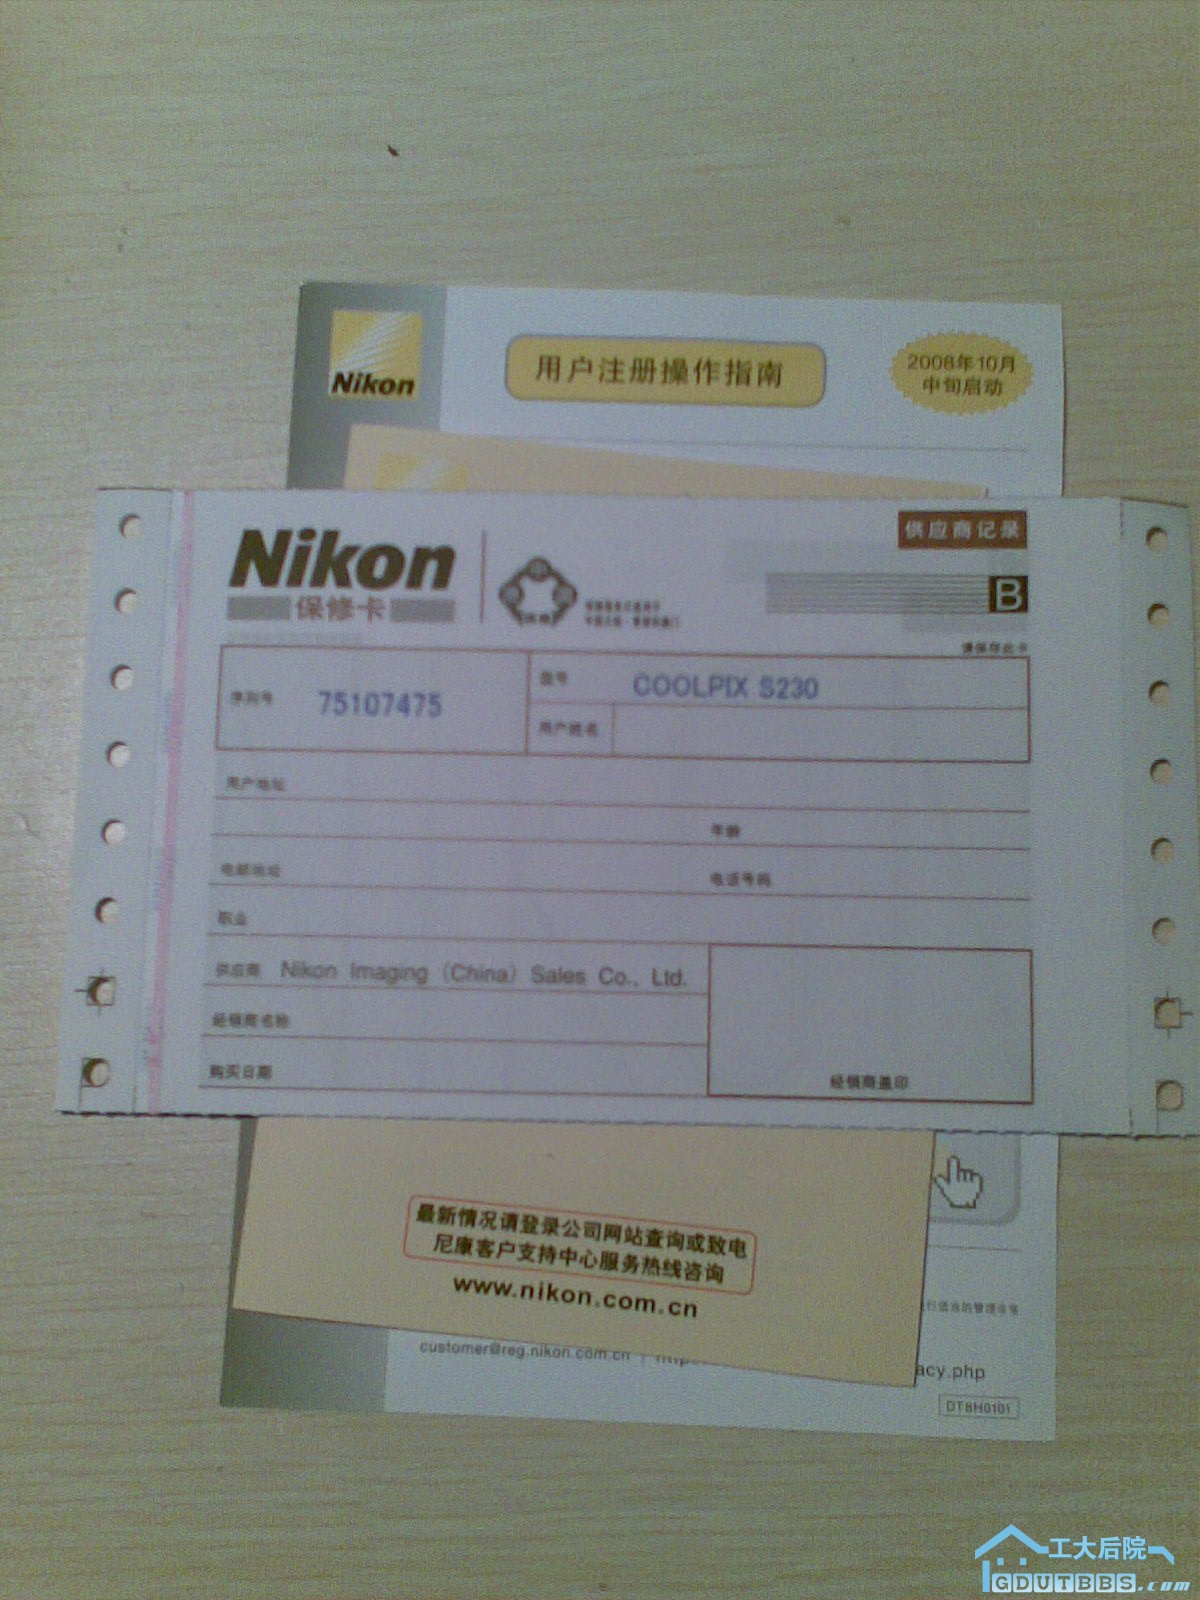 Nikon
用户注册操作指南
2008年10月
中旬启动
Nikon
保修卡
供应商记录
B
请保存此卡
序列号 75107475
型号 COOLPIX S230
用户姓名
用户地址
年龄
电邮地址
电话号码
职业
供应商 Nikon Imaging (China) Sales Co., Ltd.
经销商名称
购买日期
经销商盖印
最新情况请登录公司网站查询或致电
尼康客户支持中心服务热线咨询
www.nikon.com.cn
customer@reg.nikon.com.cn
acy.php
DT8H0101
工大后院
GDUTBBS.com